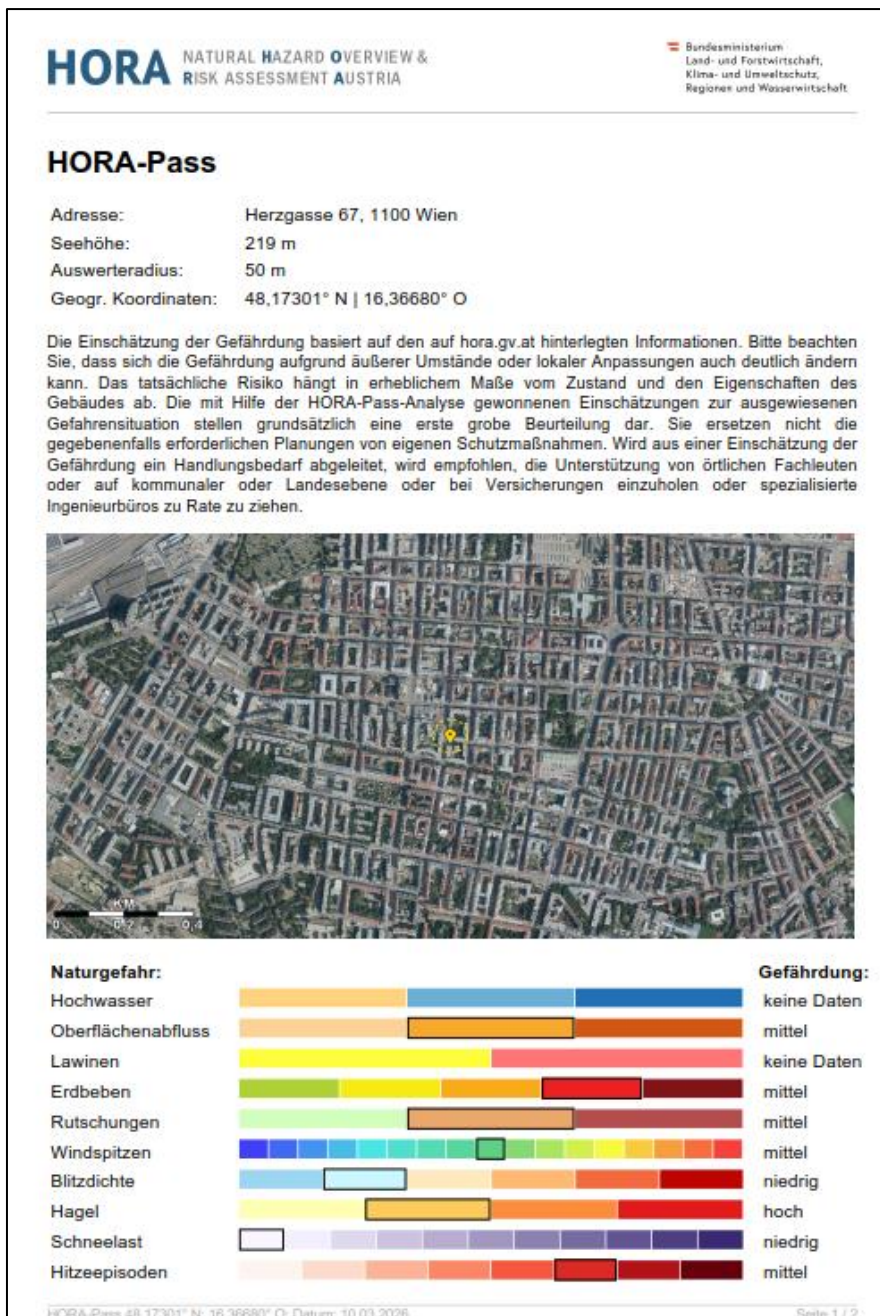 HORA NATURAL HAZARD OVERVIEW &
RISK ASSESSMENT AUSTRIA
Bundesministerium
Land- und Forstwirtschaft,
Klima- und Umweltschutz,
Regionen und Wasserwirtschaft
HORA-Pass
Adresse: Herzgasse 67, 1100 Wien
Seehöhe: 219 m
Auswerteradius: 50 m
Geogr. Koordinaten: 48,17301° N | 16,36680° O
Die Einschätzung der Gefährdung basiert auf den auf hora.gv.at hinterlegten Informationen. Bitte beachten
Sie, dass sich die Gefährdung aufgrund äußerer Umstände oder lokaler Anpassungen auch deutlich ändern
kann. Das tatsächliche Risiko hängt in erheblichem Maße vom Zustand und den Eigenschaften des
Gebäudes ab. Die mit Hilfe der HORA-Pass-Analyse gewonnenen Einschätzungen zur ausgewiesenen
Gefahrensituation stellen grundsätzlich eine erste grobe Beurteilung dar. Sie ersetzen nicht die
gegebenenfalls erforderlichen Planungen von eigenen Schutzmaßnahmen. Wird aus einer Einschätzung der
Gefährdung ein Handlungsbedarf abgeleitet, wird empfohlen, die Unterstützung von örtlichen Fachleuten
oder auf kommunaler oder Landesebene oder bei Versicherungen einzuholen oder spezialisierte
Ingenieurbüros zu Rate zu ziehen.
KM
0 0,2 0,4
Naturgefahr: Gefährdung:
Hochwasser keine Daten
Oberflächenabfluss mittel
Lawinen keine Daten
Erdbeben mittel
Rutschungen mittel
Windspitzen mittel
Blitzdichte niedrig
Hagel hoch
Schneelast niedrig
Hitzeepisoden mittel
HORA-Pass 48,17301° N; 16,36680° O; Datum: 10.03.2026 Seite 1 / 2